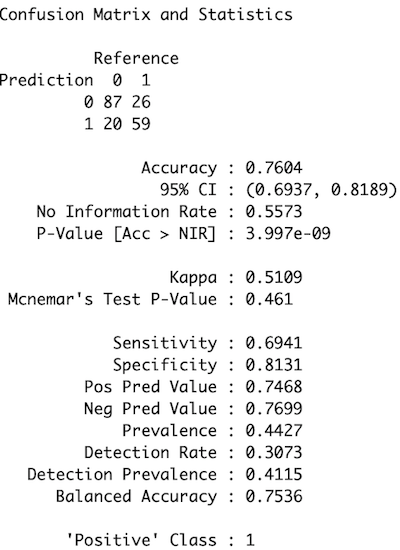 Confusion Matrix and Statistics
Reference
Prediction 0 1
0 87 26
1 20 59
Accuracy : 0.7604
95% CI : (0.6937, 0.8189)
No Information Rate : 0.5573
P-Value [Acc > NIR] : 3.997e-09
Kappa : 0.5109
Mcnemar's Test P-Value : 0.461
Sensitivity : 0.6941
Specificity : 0.8131
Pos Pred Value : 0.7468
Neg Pred Value : 0.7699
Prevalence : 0.4427
Detection Rate : 0.3073
Detection Prevalence : 0.4115
Balanced Accuracy : 0.7536
'Positive' Class : 1